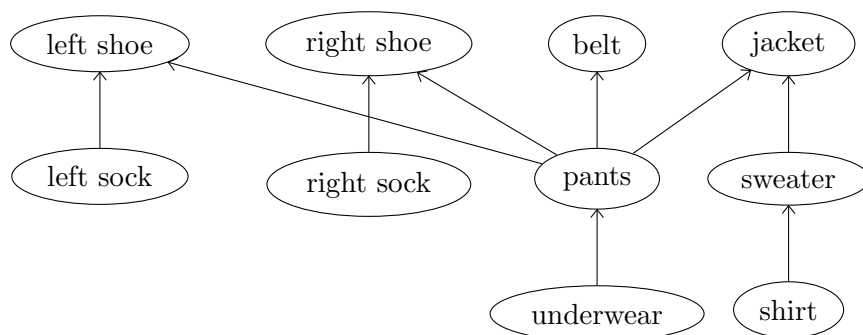 left shoe
right shoe
belt
jacket
left sock
right sock
pants
sweater
underwear
shirt